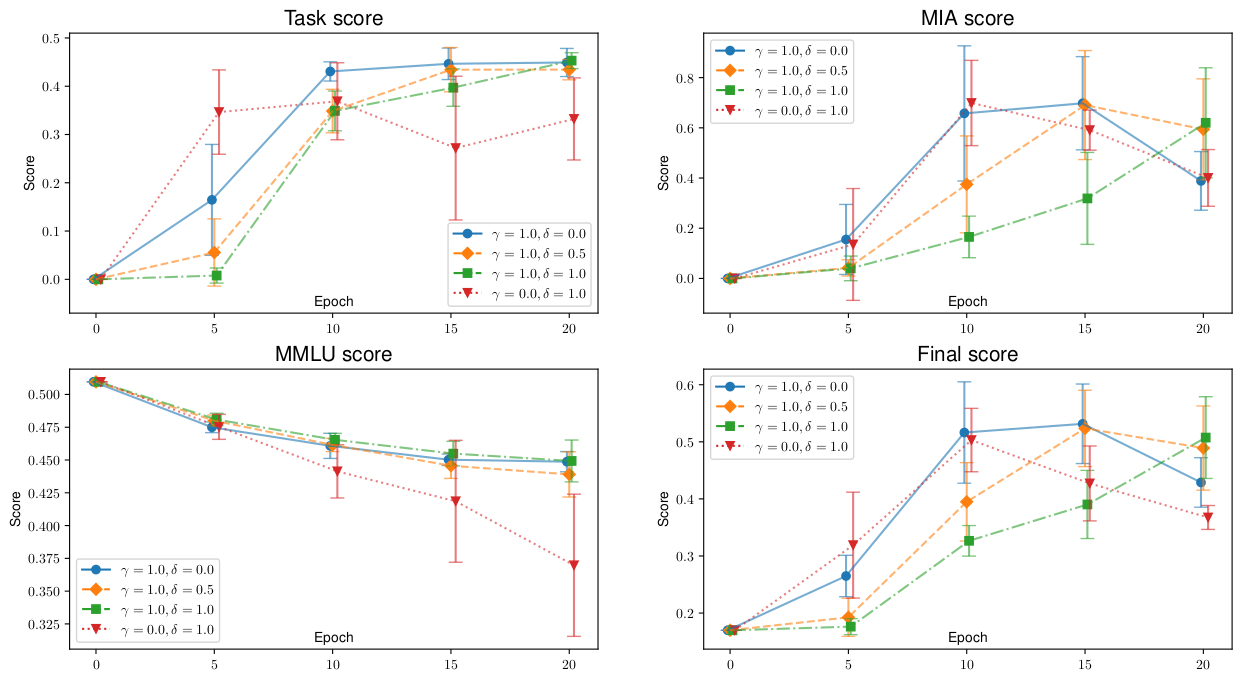 Task score
0.5
0.4
0.3
0.2
0.1
0.0
Score
γ = 1.0, δ = 0.0
γ = 1.0, δ = 0.5
γ = 1.0, δ = 1.0
γ = 0.0, δ = 1.0
Epoch
0 5 10 15 20
MIA score
0.8
0.6
0.4
0.2
0.0
Score
γ = 1.0, δ = 0.0
γ = 1.0, δ = 0.5
γ = 1.0, δ = 1.0
γ = 0.0, δ = 1.0
Epoch
0 5 10 15 20
MMLU score
0.500
0.475
0.450
0.425
0.400
0.375
0.350
0.325
Score
γ = 1.0, δ = 0.0
γ = 1.0, δ = 0.5
γ = 1.0, δ = 1.0
γ = 0.0, δ = 1.0
Epoch
0 5 10 15 20
Final score
0.6
0.5
0.4
0.3
0.2
Score
γ = 1.0, δ = 0.0
γ = 1.0, δ = 0.5
γ = 1.0, δ = 1.0
γ = 0.0, δ = 1.0
Epoch
0 5 10 15 20